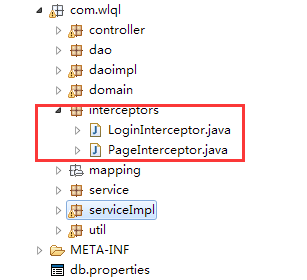 com.wlql
controller
dao
daoimpl
domain
interceptors
LoginInterceptor.java
PageInterceptor.java
mapping
service
serviceImpl
util
META-INF
db.properties